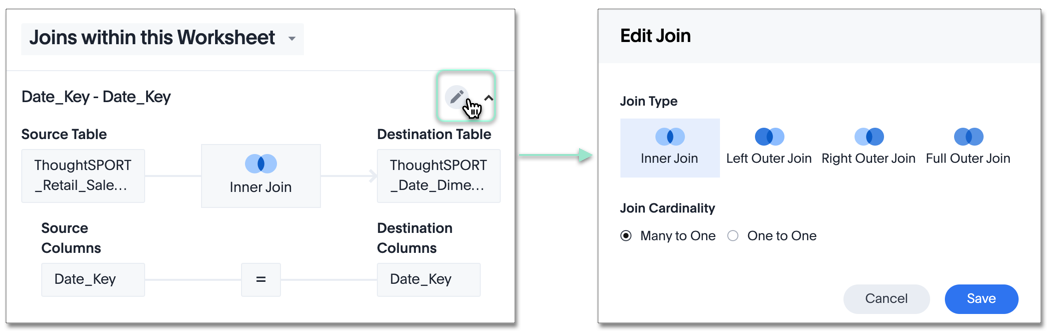 Joins within this Worksheet
Date_Key - Date_Key
Source Table
Destination Table
ThoughtSPORT
_Retail_Sale...
Inner Join
ThoughtSPORT
_Date_Dime...
Source
Columns
Destination
Columns
Date_Key
=
Date_Key
Edit Join
Join Type
Inner Join
Left Outer Join
Right Outer Join
Full Outer Join
Join Cardinality
Many to One
One to One
Cancel
Save